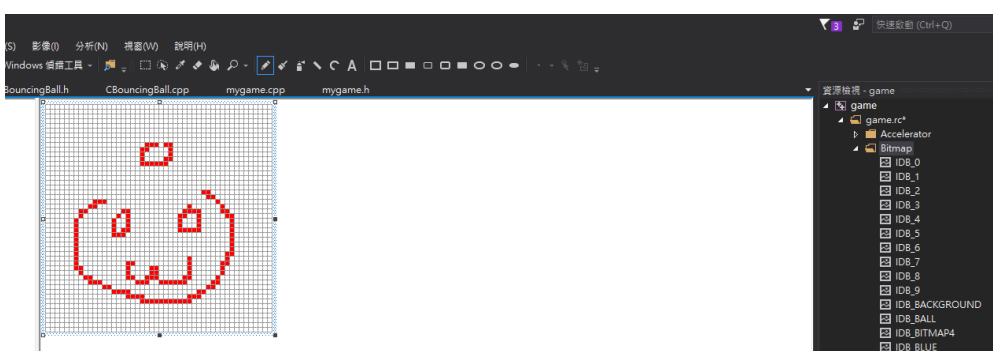 3 快速啟動 (Ctrl+Q)
(S) 影像(I) 分析(N) 視窗(W) 說明(H)
Windows 偵錯工具
BouncingBall.h CBouncingBall.cpp mygame.cpp mygame.h
資源檢視 - game
game
game.rc*
Accelerator
Bitmap
IDB_0
IDB_1
IDB_2
IDB_3
IDB_4
IDB_5
IDB_6
IDB_7
IDB_8
IDB_9
IDB_BACKGROUND
IDB_BALL
IDB_BITMAP4
IDB_BLUE